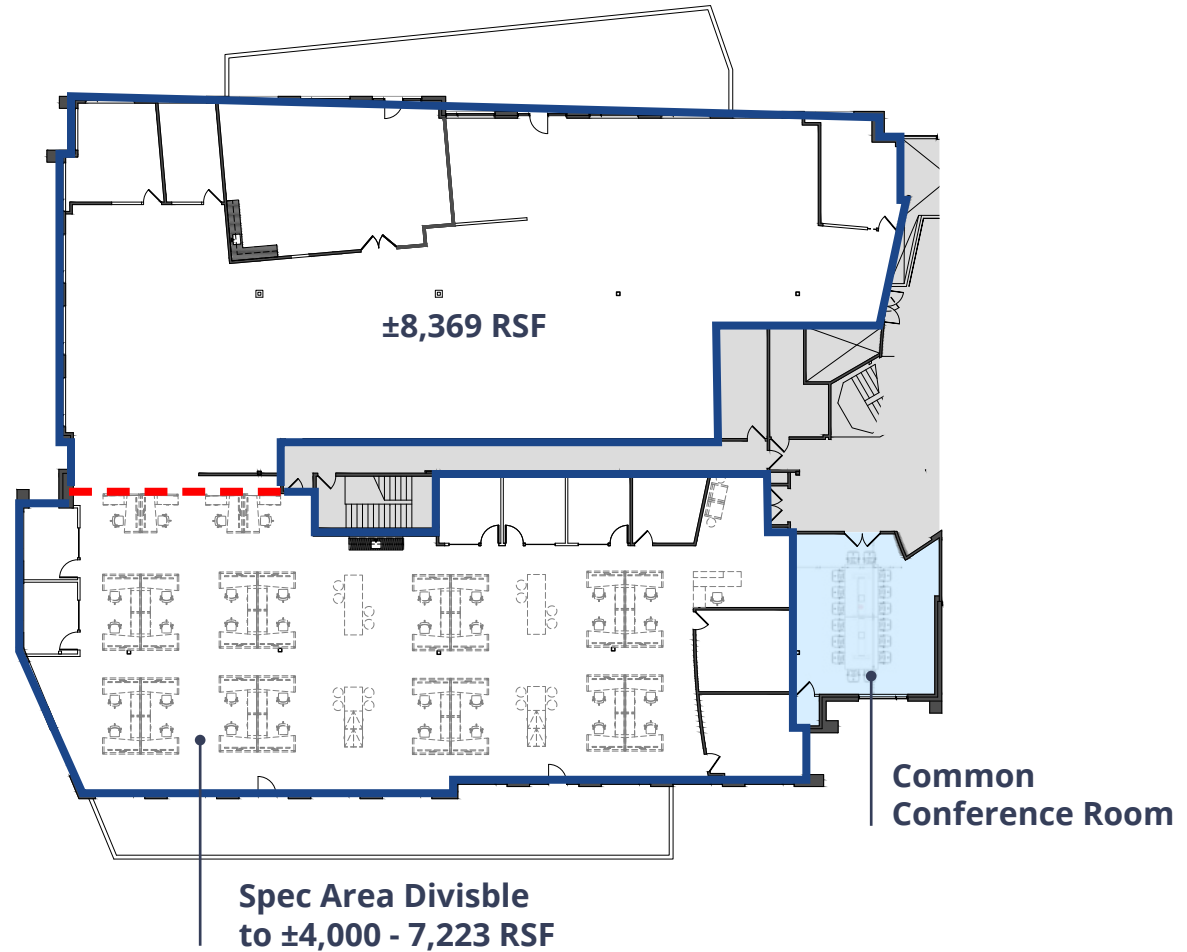 ±8,369 RSF
Common
Conference Room
Spec Area Divisble
to ±4,000 - 7,223 RSF